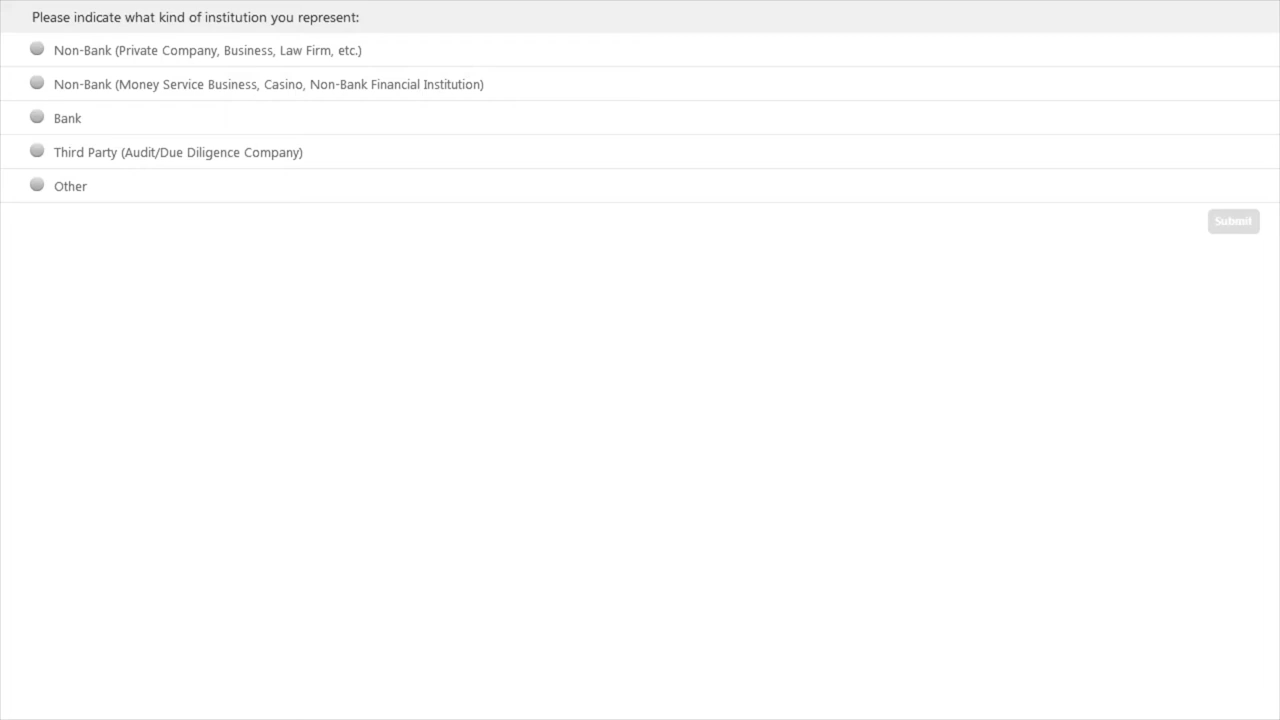 Please indicate what kind of institution you represent:
Non-Bank (Private Company, Business, Law Firm, etc.)
Non-Bank (Money Service Business, Casino, Non-Bank Financial Institution)
Bank
Third Party (Audit/Due Diligence Company)
Other
Submit